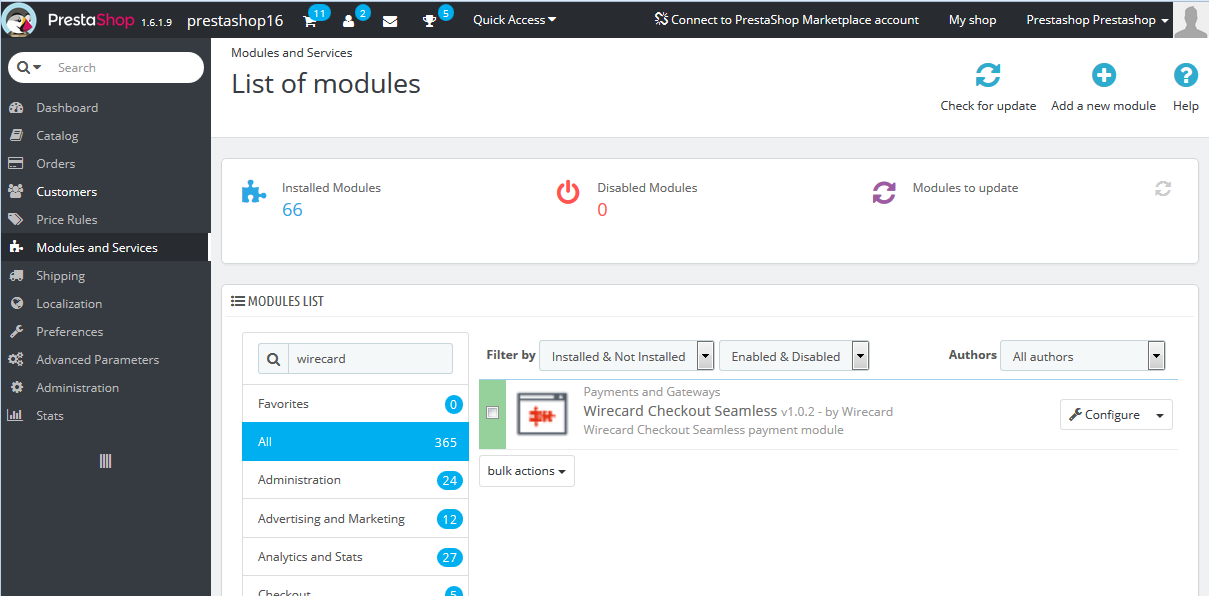 PrestaShop 1.6.1.9 prestashop16 11 2 5 Quick Access Connect to PrestaShop Marketplace account My shop Prestashop Prestashop
Search
Dashboard
Catalog
Orders
Customers
Price Rules
Modules and Services
Shipping
Localization
Preferences
Advanced Parameters
Administration
Stats
Modules and Services
List of modules
Check for update
Add a new module
Help
Installed Modules
66
Disabled Modules
0
Modules to update
MODULES LIST
wirecard
Favorites 0
All 365
Administration 24
Advertising and Marketing 12
Analytics and Stats 27
Checkout 5
Filter by Installed & Not Installed Enabled & Disabled Authors All authors
Payments and Gateways
Wirecard Checkout Seamless v1.0.2 - by Wirecard
Wirecard Checkout Seamless payment module
Configure
bulk actions